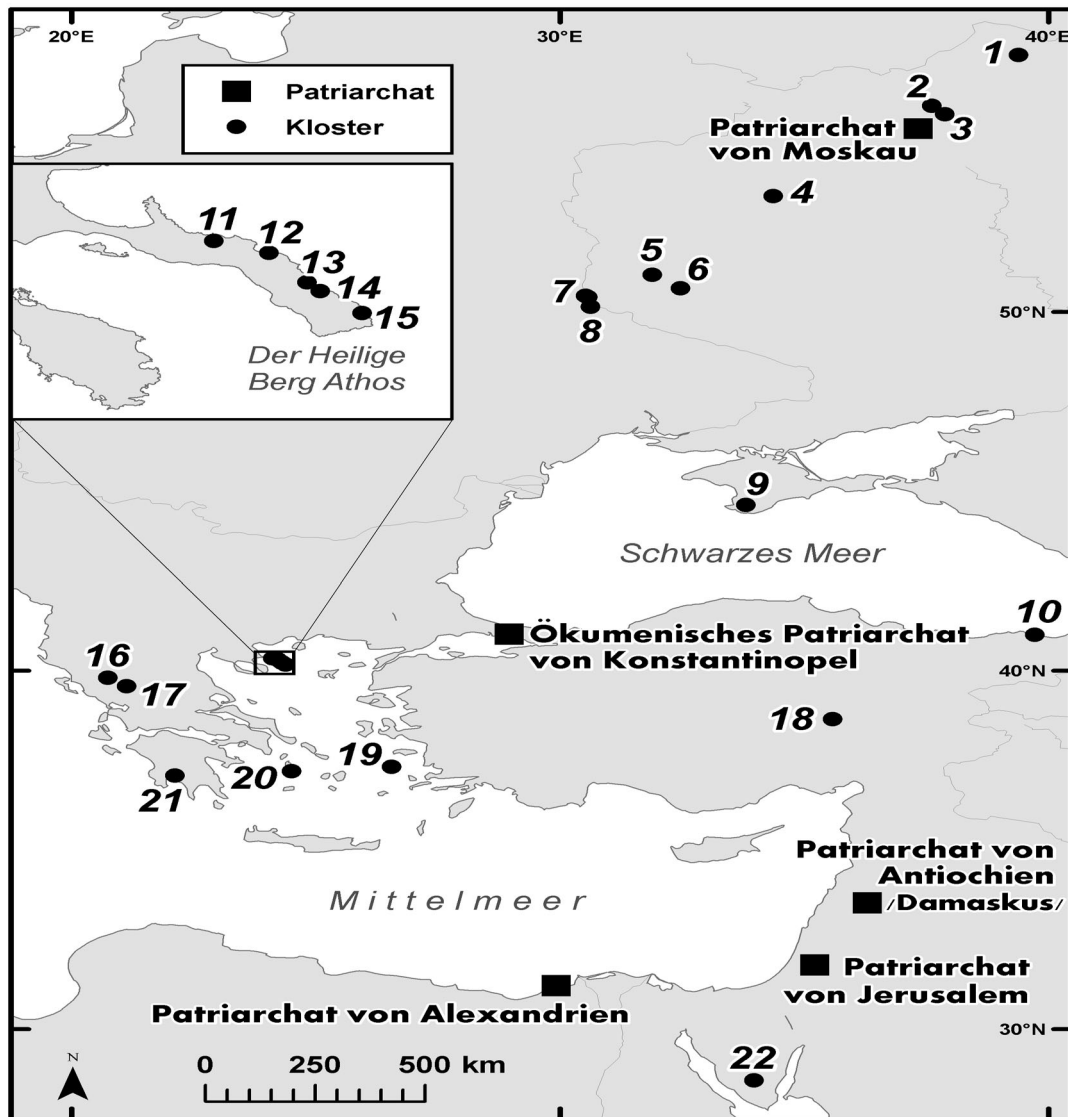 20°E
30°E
40°E
Patriarchat
Kloster
1
2
3
Patriarchat
von Moskau
4
5
6
7
8
50°N
11
12
13
14
15
Der Heilige
Berg Athos
9
Schwarzes Meer
10
Ökumenisches Patriarchat
von Konstantinopel
40°N
16
17
18
19
20
21
Patriarchat von
Antiochien
/Damaskus/
Mittelmeer
Patriarchat
von Jerusalem
Patriarchat von Alexandrien
30°N
N
0 250 500 km
22